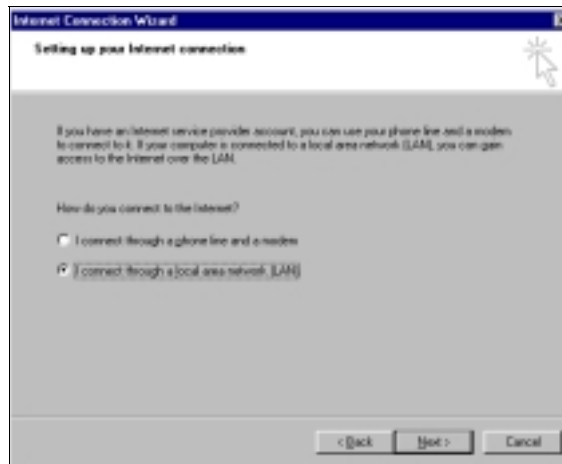 Internet Connection Wizard
Setting up your Internet connection
If you have an Internet service provider account, you can use your phone line and a modem
to connect to it. If your computer is connected to a local area network (LAN), you can gain
access to the Internet over the LAN.
How do you connect to the Internet?
I connect through a phone line and a modem
I connect through a local area network (LAN)
< Back Next > Cancel